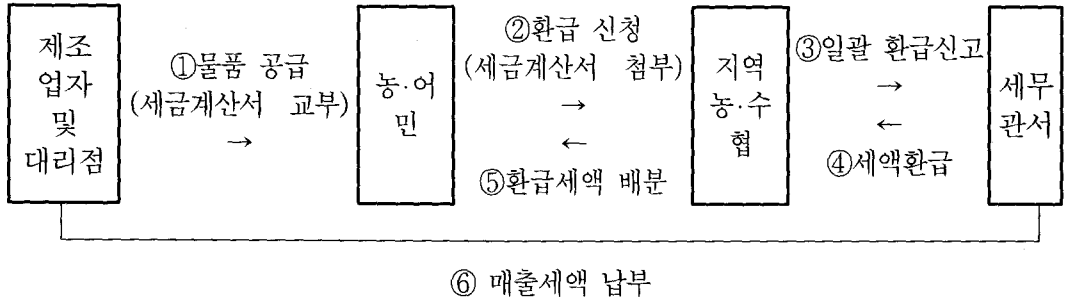 제조
업자
및
대리점
①물품 공급
(세금계산서 교부)
→
농·어
민
②환급 신청
(세금계산서 첨부)
→
←
⑤환급세액 배분
지역
농·수
협
③일괄 환급신고
→
←
④세액환급
세무
관서
⑥ 매출세액 납부